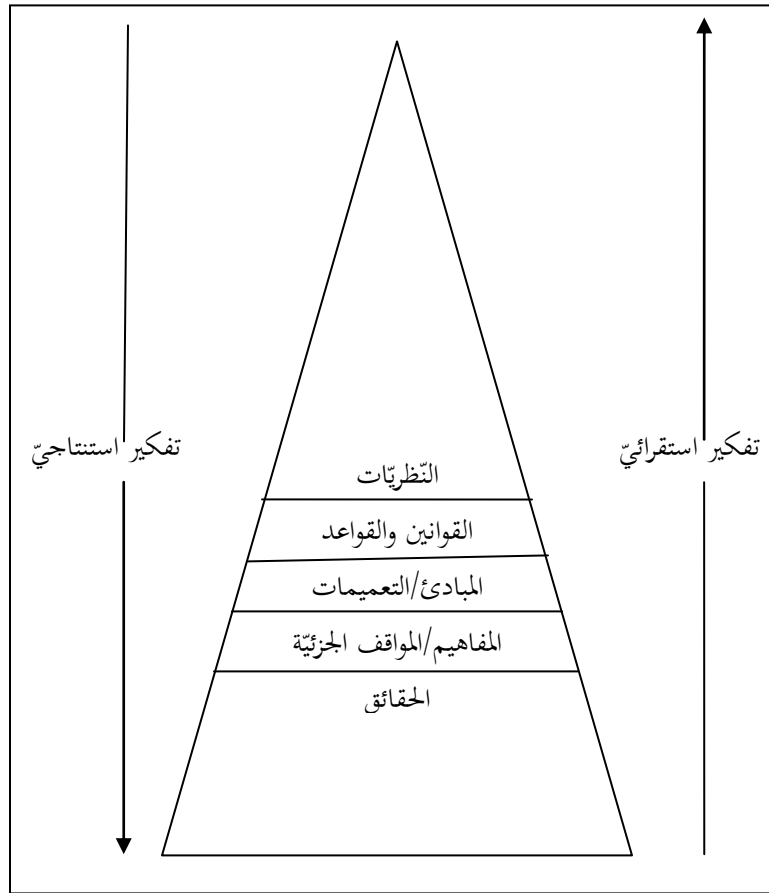 تفكير استقرائيّ
تفكير استنتاجيّ
النّظريّات
القوانين والقواعد
المبادئ/التعميمات
المفاهيم/المواقف الجزئيّة
الحقائق